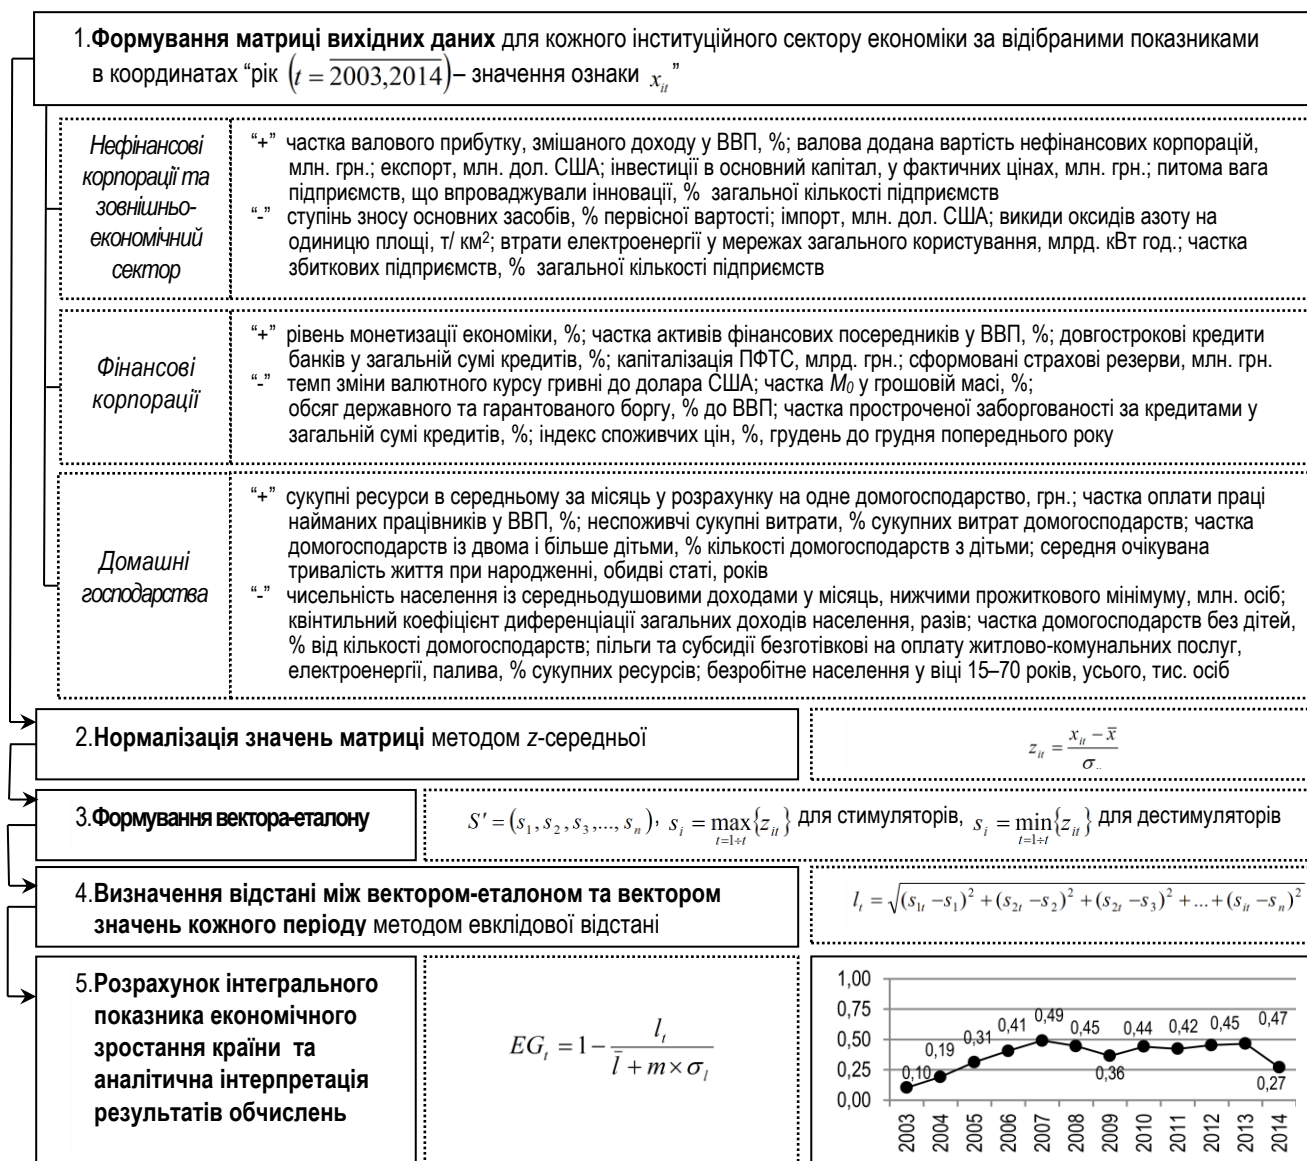 1.Формування матриці вихідних даних для кожного інституційного сектору економіки за відібраними показниками
в координатах “рік (t = 2003,2014)– значення ознаки x_it”
Нефінансові
корпорації та
зовнішньо-
економічний
сектор
“+” частка валового прибутку, змішаного доходу у ВВП, %; валова додана вартість нефінансових корпорацій,
млн. грн.; експорт, млн. дол. США; інвестиції в основний капітал, у фактичних цінах, млн. грн.; питома вага
підприємств, що впроваджували інновації, % загальної кількості підприємств
“-” ступінь зносу основних засобів, % первісної вартості; імпорт, млн. дол. США; викиди оксидів азоту на
одиницю площі, т/ км²; втрати електроенергії у мережах загального користування, млрд. кВт год.; частка
збиткових підприємств, % загальної кількості підприємств
Фінансові
корпорації
“+” рівень монетизації економіки, %; частка активів фінансових посередників у ВВП, %; довгострокові кредити
банків у загальній сумі кредитів, %; капіталізація ПФТС, млрд. грн.; сформовані страхові резерви, млн. грн.
“-” темп зміни валютного курсу гривні до долара США; частка M₀ у грошовій масі, %;
обсяг державного та гарантованого боргу, % до ВВП; частка простроченої заборгованості за кредитами у
загальній сумі кредитів, %; індекс споживчих цін, %, грудень до грудня попереднього року
Домашні
господарства
“+” сукупні ресурси в середньому за місяць у розрахунку на одне домогосподарство, грн.; частка оплати праці
найманих працівників у ВВП, %; неспоживчі сукупні витрати, % сукупних витрат домогосподарств; частка
домогосподарств із двома і більше дітьми, % кількості домогосподарств з дітьми; середня очікувана
тривалість життя при народженні, обидві статі, років
“-” чисельність населення із середньодушовими доходами у місяць, нижчими прожиткового мінімуму, млн. осіб;
квінтильний коефіцієнт диференціації загальних доходів населення, разів; частка домогосподарств без дітей,
% від кількості домогосподарств; пільги та субсидії безготівкові на оплату житлово-комунальних послуг,
електроенергії, палива, % сукупних ресурсів; безробітне населення у віці 15–70 років, усього, тис. осіб
2.Нормалізація значень матриці методом z-середньої
z_it = (x_it − x̄) / σ..
3.Формування вектора-еталону
S′ = (s₁, s₂, s₃,..., sₙ), s_i = max{z_it} для стимуляторів, s_i = min{z_it} для дестимуляторів
t=1÷t t=1÷t
4.Визначення відстані між вектором-еталоном та вектором
значень кожного періоду методом евклідової відстані
l_t = √((s_1t − s₁)² + (s_2t − s₂)² + (s_2t − s₃)² + ... + (s_it − sₙ)²)
5.Розрахунок інтегрального
показника економічного
зростання країни та
аналітична інтерпретація
результатів обчислень
EG_t = 1 − l_t / (l̄ + m × σ_l)
1,00
0,75
0,50
0,25
0,00
0,10 0,19 0,31 0,41 0,49 0,45 0,36 0,44 0,42 0,45 0,47 0,27
2003 2004 2005 2006 2007 2008 2009 2010 2011 2012 2013 2014